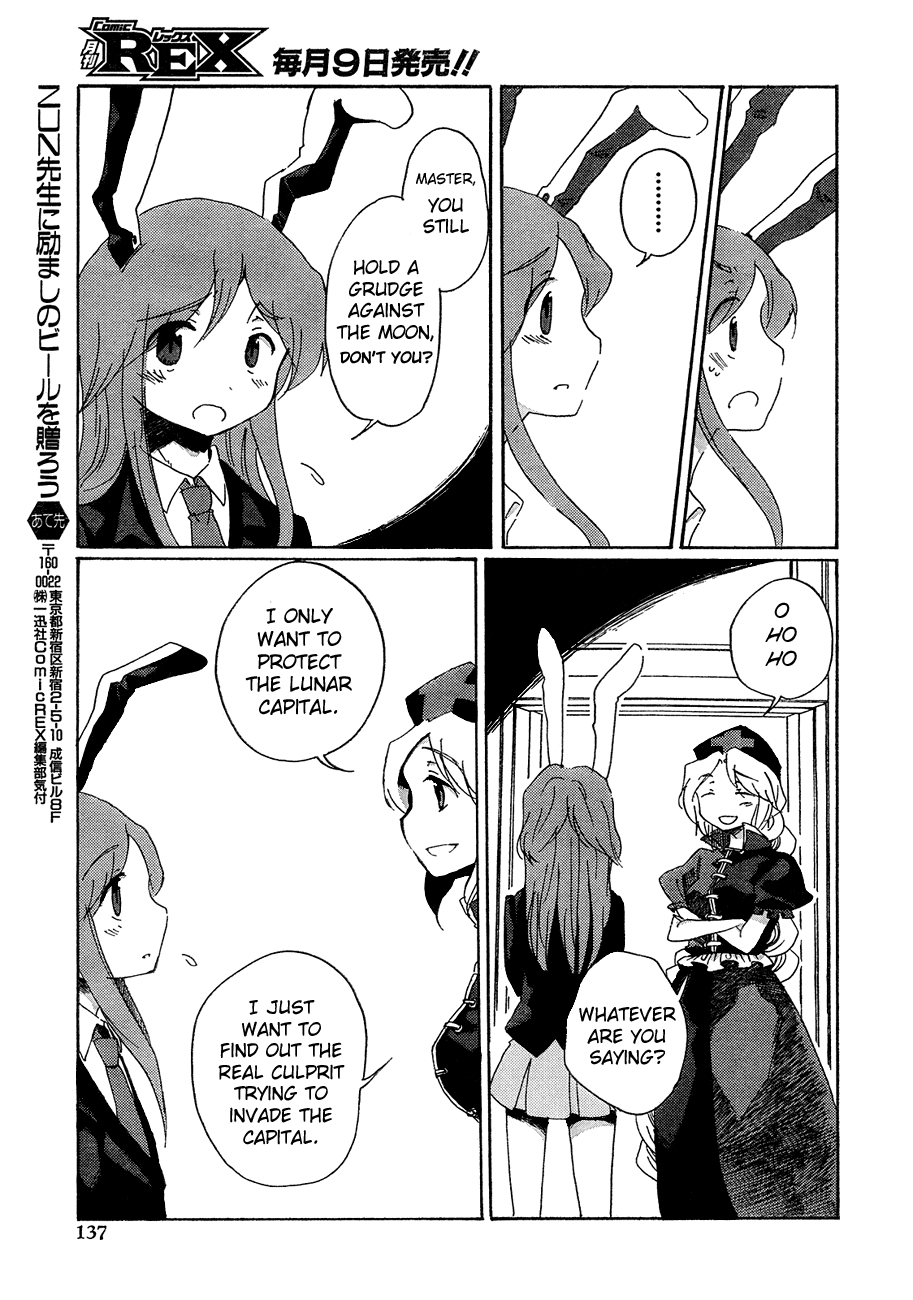 Comic
月刊
REX
レックス
毎月9日発売!!
ZUN先生に励ましのビールを贈ろう
あて先
〒160-0022 東京都新宿区新宿2-5-10 成信ビル8F
㈱一迅社ComicREX編集部気付
………
MASTER,
YOU
STILL
HOLD A
GRUDGE
AGAINST
THE MOON,
DON'T YOU?
O
HO
HO
WHATEVER
ARE YOU
SAYING?
I ONLY
WANT TO
PROTECT
THE LUNAR
CAPITAL.
I JUST
WANT TO
FIND OUT THE
REAL CULPRIT
TRYING TO
INVADE THE
CAPITAL.
137